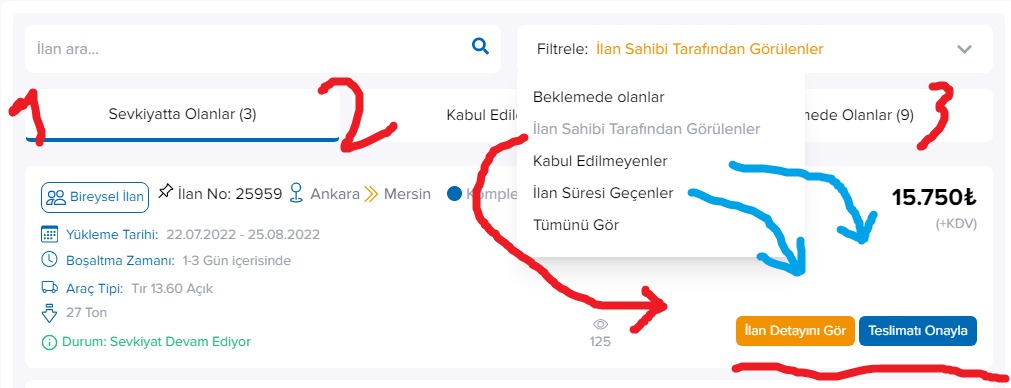 İlan ara...
Filtrele: İlan Sahibi Tarafından Görülenler
1
Sevkiyatta Olanlar (3)
2
Kabul Edil
mede Olanlar (9)
3
Beklemede olanlar
İlan Sahibi Tarafından Görülenler
Kabul Edilmeyenler
İlan Süresi Geçenler
Tümünü Gör
Bireysel İlan
İlan No: 25959
Ankara
Mersin
Komple
15.750₺
(+KDV)
Yükleme Tarihi: 22.07.2022 - 25.08.2022
Boşaltma Zamanı: 1-3 Gün içerisinde
Araç Tipi: Tır 13.60 Açık
27 Ton
Durum: Sevkiyat Devam Ediyor
125
İlan Detayını Gör
Teslimatı Onayla